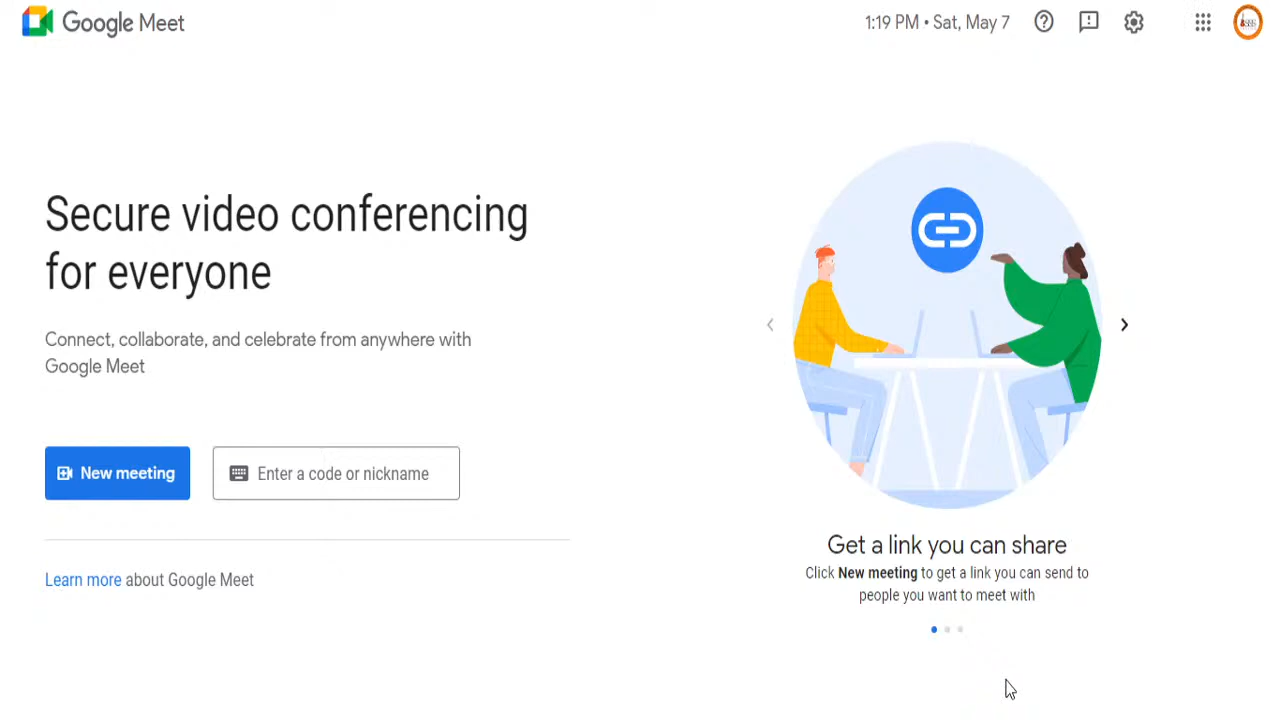 Google Meet
1:19 PM • Sat, May 7
Secure video conferencing
for everyone
Connect, collaborate, and celebrate from anywhere with
Google Meet
New meeting
Enter a code or nickname
Learn more about Google Meet
Get a link you can share
Click New meeting to get a link you can send to
people you want to meet with